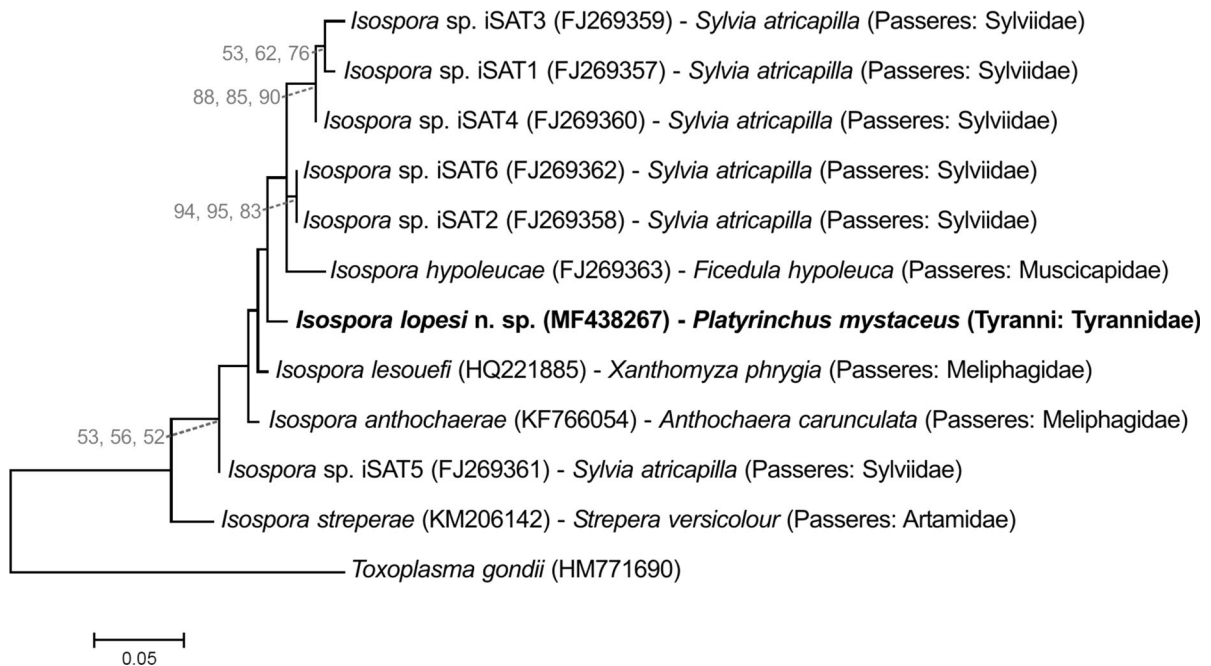 Isospora sp. iSAT3 (FJ269359) - Sylvia atricapilla (Passeres: Sylviidae)
53, 62, 76
Isospora sp. iSAT1 (FJ269357) - Sylvia atricapilla (Passeres: Sylviidae)
88, 85, 90
Isospora sp. iSAT4 (FJ269360) - Sylvia atricapilla (Passeres: Sylviidae)
Isospora sp. iSAT6 (FJ269362) - Sylvia atricapilla (Passeres: Sylviidae)
94, 95, 83
Isospora sp. iSAT2 (FJ269358) - Sylvia atricapilla (Passeres: Sylviidae)
Isospora hypoleucae (FJ269363) - Ficedula hypoleuca (Passeres: Muscicapidae)
Isospora lopesi n. sp. (MF438267) - Platyrinchus mystaceus (Tyranni: Tyrannidae)
Isospora lesouefi (HQ221885) - Xanthomyza phrygia (Passeres: Meliphagidae)
Isospora anthochaerae (KF766054) - Anthochaera carunculata (Passeres: Meliphagidae)
53, 56, 52
Isospora sp. iSAT5 (FJ269361) - Sylvia atricapilla (Passeres: Sylviidae)
Isospora streperae (KM206142) - Strepera versicolour (Passeres: Artamidae)
Toxoplasma gondii (HM771690)
0.05